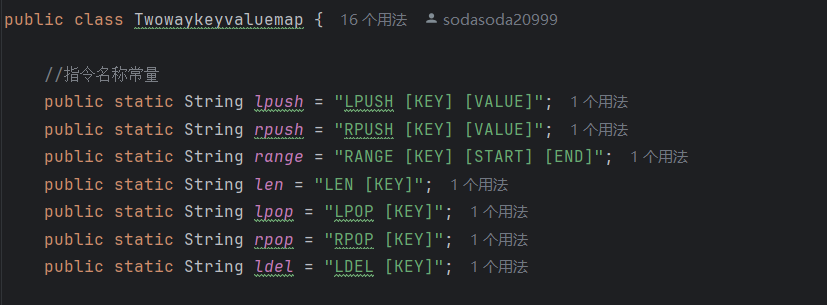 public class Twowaykeyvaluemap { 16 个用法 sodasoda20999
//指令名称常量
public static String lpush = "LPUSH [KEY] [VALUE]"; 1 个用法
public static String rpush = "RPUSH [KEY] [VALUE]"; 1 个用法
public static String range = "RANGE [KEY] [START] [END]"; 1 个用法
public static String len = "LEN [KEY]"; 1 个用法
public static String lpop = "LPOP [KEY]"; 1 个用法
public static String rpop = "RPOP [KEY]"; 1 个用法
public static String ldel = "LDEL [KEY]"; 1 个用法